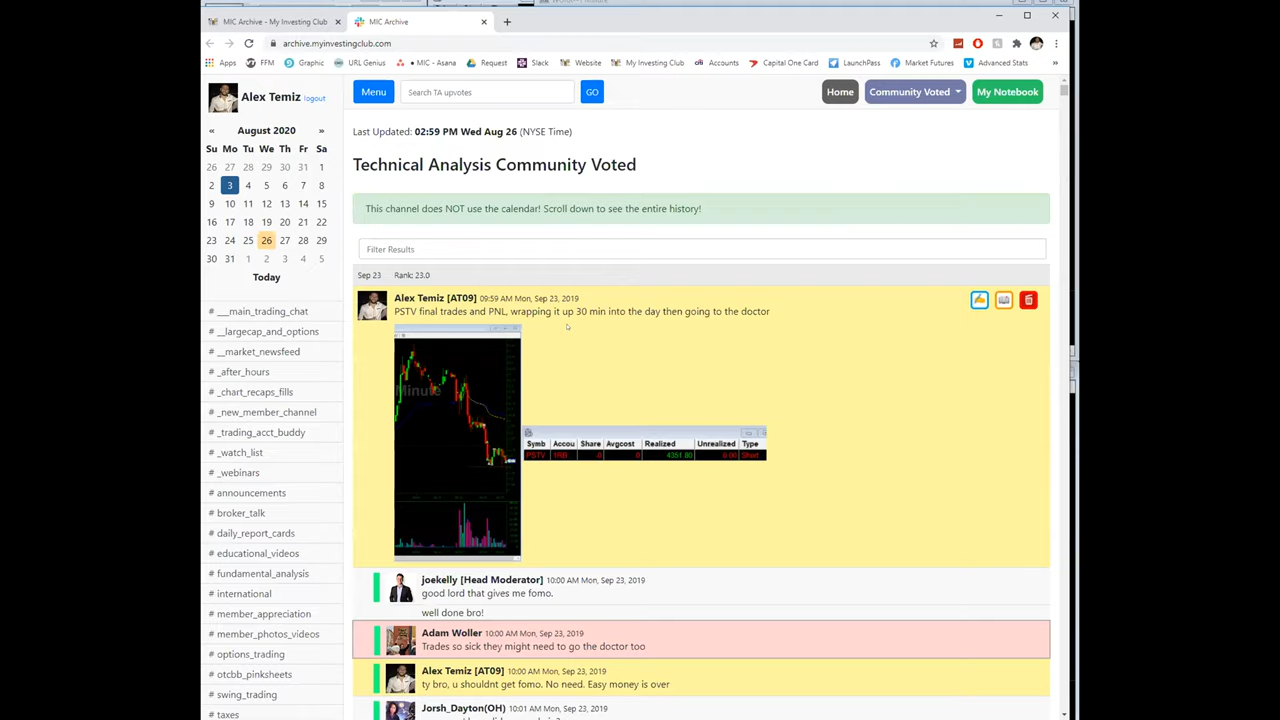 MIC Archive - My Investing Club
MIC Archive
archive.myinvestingclub.com
Apps
FFM
Graphic
URL Genius
MIC - Asana
Request
Slack
Website
My Investing Club
Accounts
Capital One Card
LaunchPass
Market Futures
Advanced Stats
»
Alex Temiz logout
Menu
Search TA upvotes
GO
Home
Community Voted
My Notebook
« August 2020 »
Su Mo Tu We Th Fr Sa
26 27 28 29 30 31 1
2 3 4 5 6 7 8
9 10 11 12 13 14 15
16 17 18 19 20 21 22
23 24 25 26 27 28 29
30 31 1 2 3 4 5
Today
# ___main_trading_chat
# __largecap_and_options
# __market_newsfeed
# _after_hours
# _chart_recaps_fills
# _new_member_channel
# _trading_acct_buddy
# _watch_list
# _webinars
# announcements
# broker_talk
# daily_report_cards
# educational_videos
# fundamental_analysis
# international
# member_appreciation
# member_photos_videos
# options_trading
# otcbb_pinksheets
# swing_trading
# taxes
Last Updated: 02:59 PM Wed Aug 26 (NYSE Time)
Technical Analysis Community Voted
This channel does NOT use the calendar! Scroll down to see the entire history!
Filter Results
Sep 23 Rank: 23.0
Alex Temiz [AT09] 09:59 AM Mon, Sep 23, 2019
PSTV final trades and PNL, wrapping it up 30 min into the day then going to the doctor
Minute
Symb Accou Share Avgcost Realized Unrealized Type
PSTV 1RB 0 0 4351.80 0.00 Short
joekelly [Head Moderator] 10:00 AM Mon, Sep 23, 2019
good lord that gives me fomo.
well done bro!
Adam Woller 10:00 AM Mon, Sep 23, 2019
Trades so sick they might need to go the doctor too
Alex Temiz [AT09] 10:00 AM Mon, Sep 23, 2019
ty bro, u shouldnt get fomo. No need. Easy money is over
Jorsh_Dayton(OH) 10:01 AM Mon, Sep 23, 2019